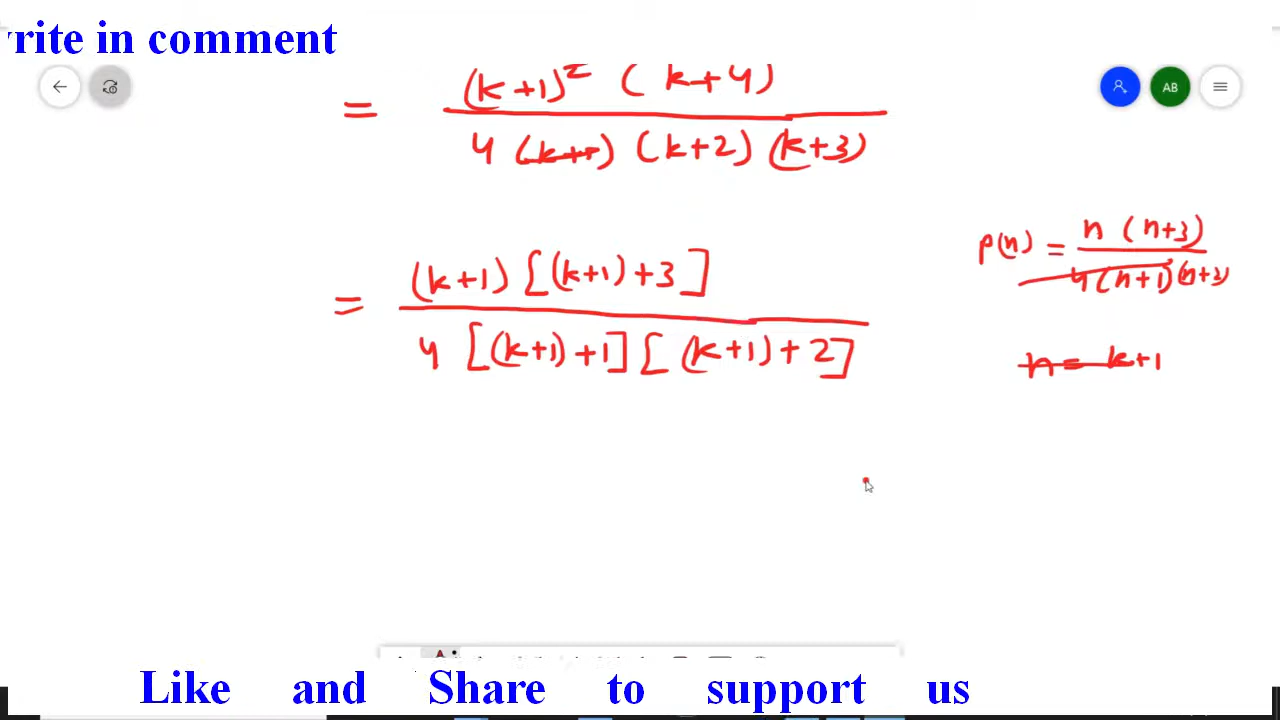 write in comment
= (k+1)² (k+4)
4 (k+1) (k+2) (k+3)
AB
P(n) = n (n+3)
4(n+1)(n+2)
= (k+1) [(k+1)+3]
4 [(k+1)+1] [(k+1)+2]
n = k+1
Like and Share to support us